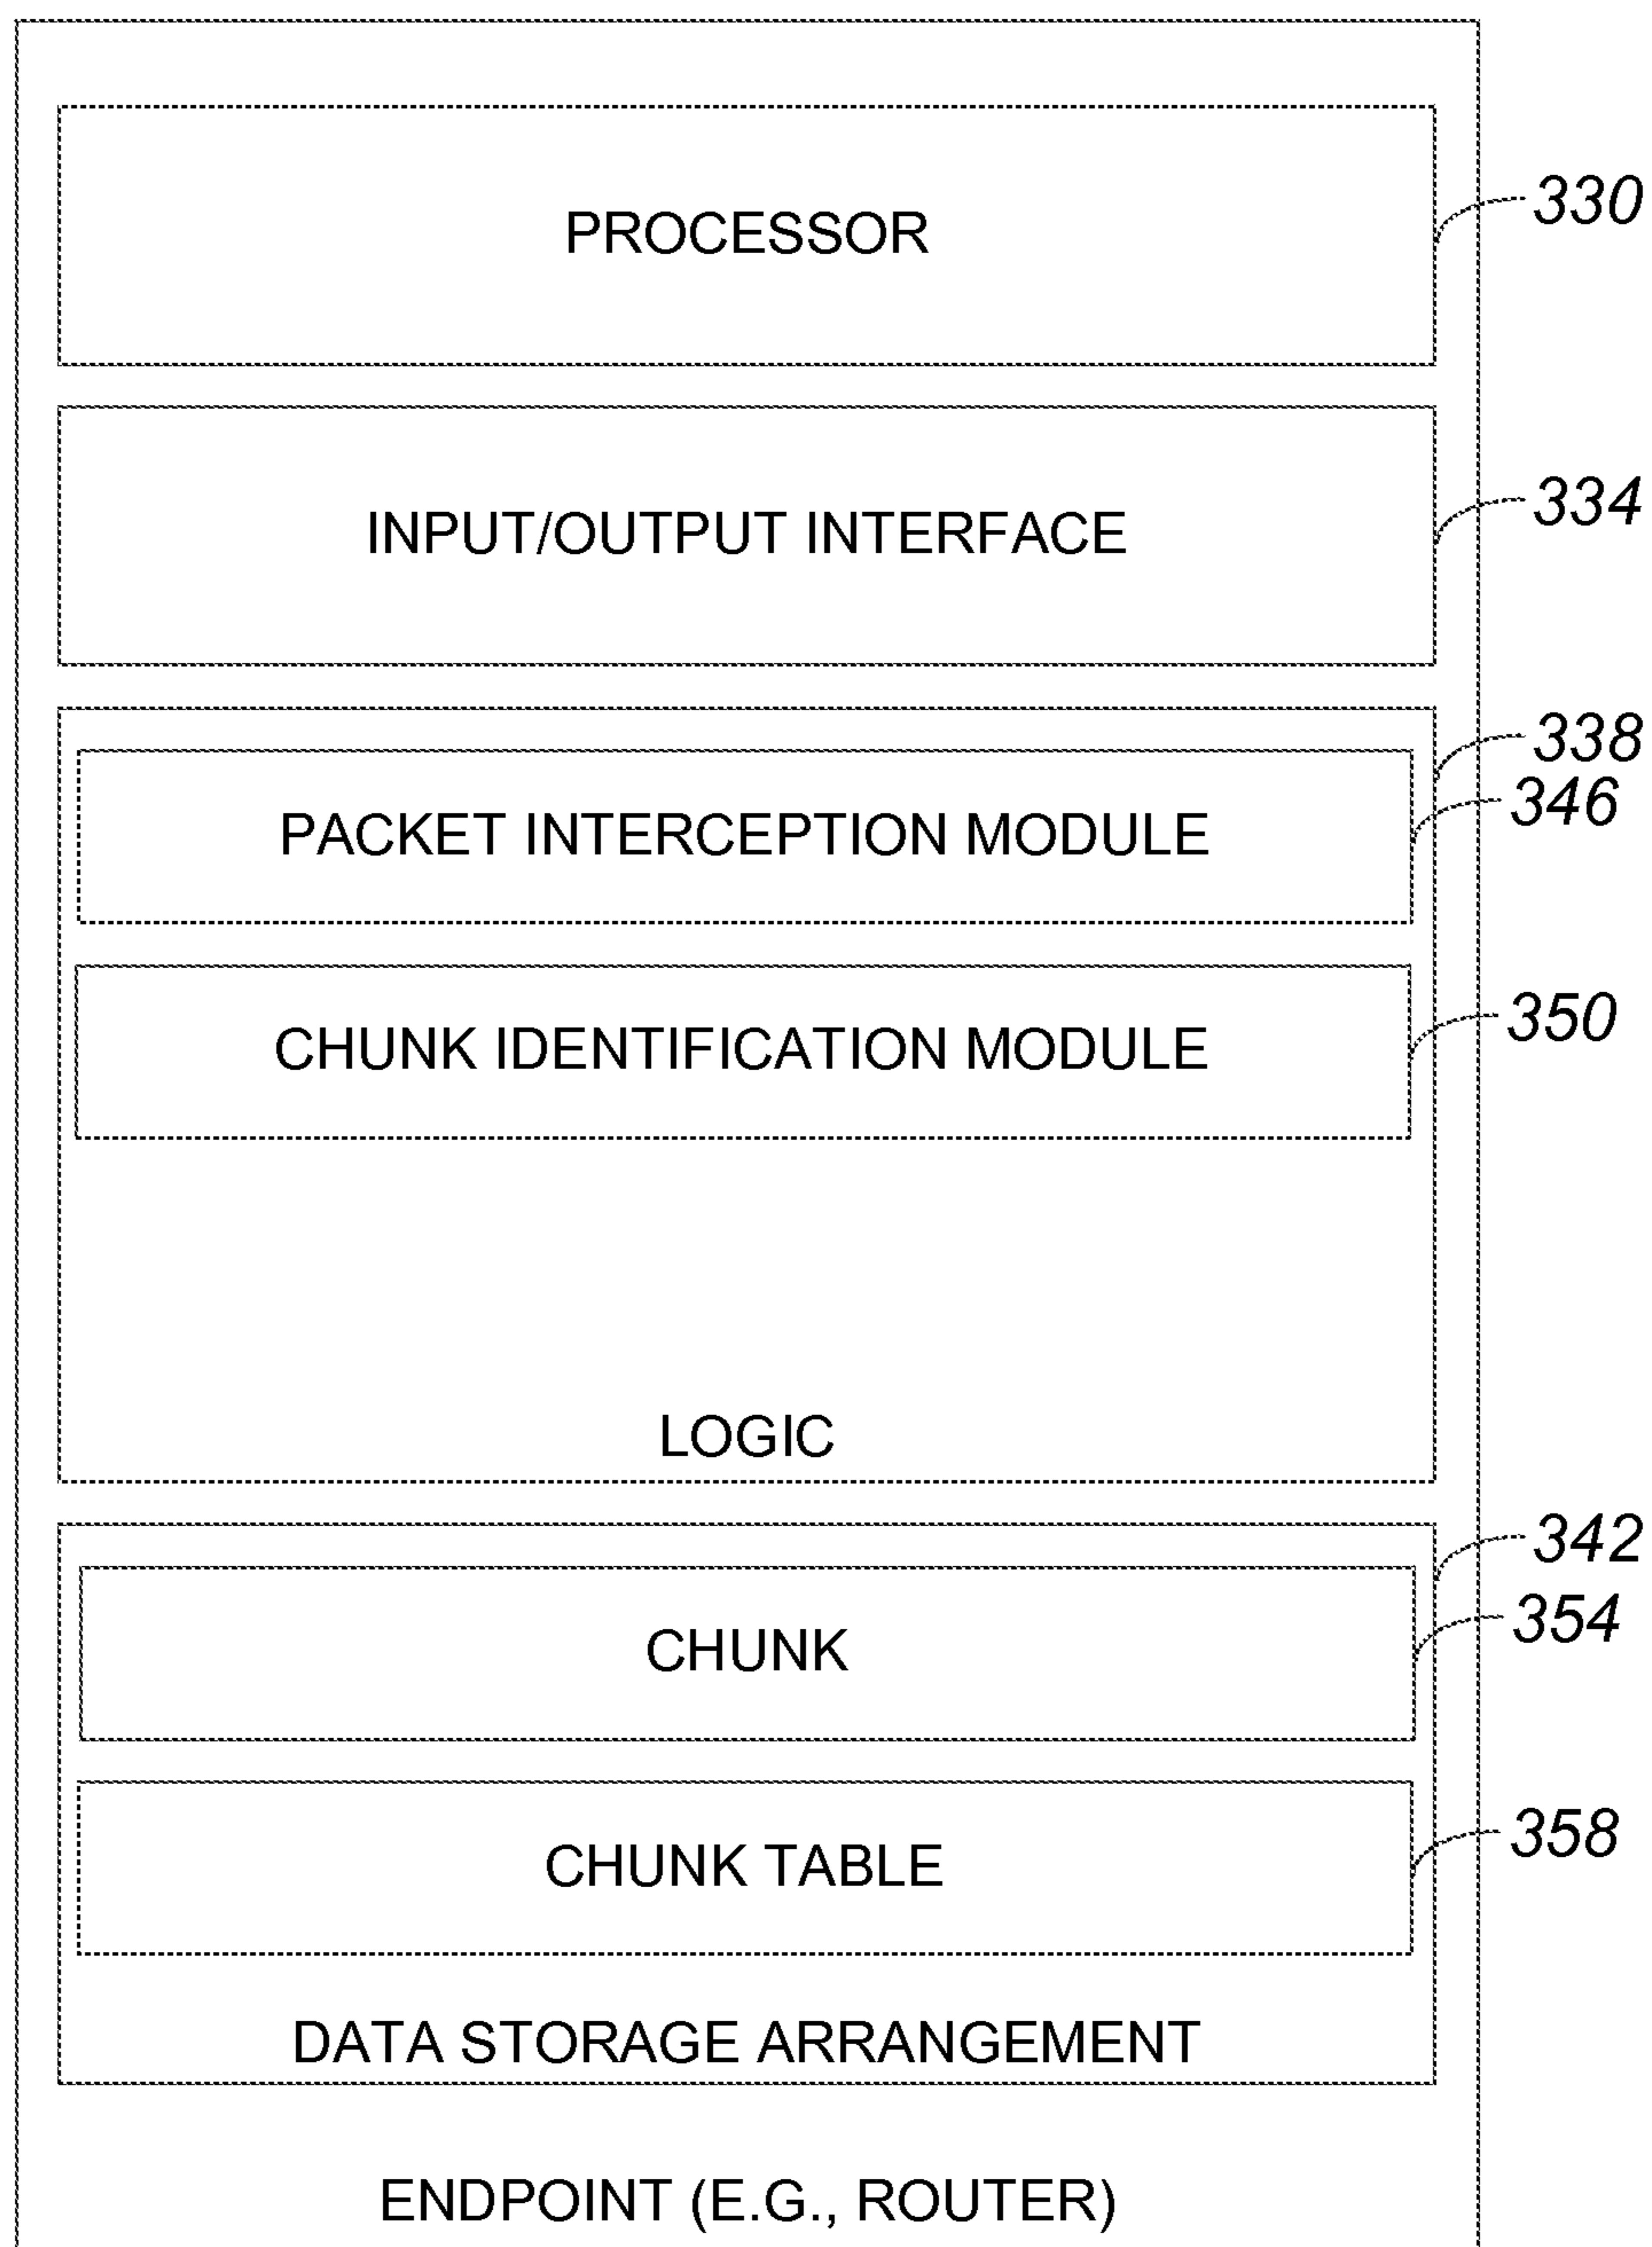 PROCESSOR
330
INPUT/OUTPUT INTERFACE
334
338
PACKET INTERCEPTION MODULE
346
CHUNK IDENTIFICATION MODULE
350
LOGIC
342
CHUNK
354
CHUNK TABLE
358
DATA STORAGE ARRANGEMENT
ENDPOINT (E.G., ROUTER)